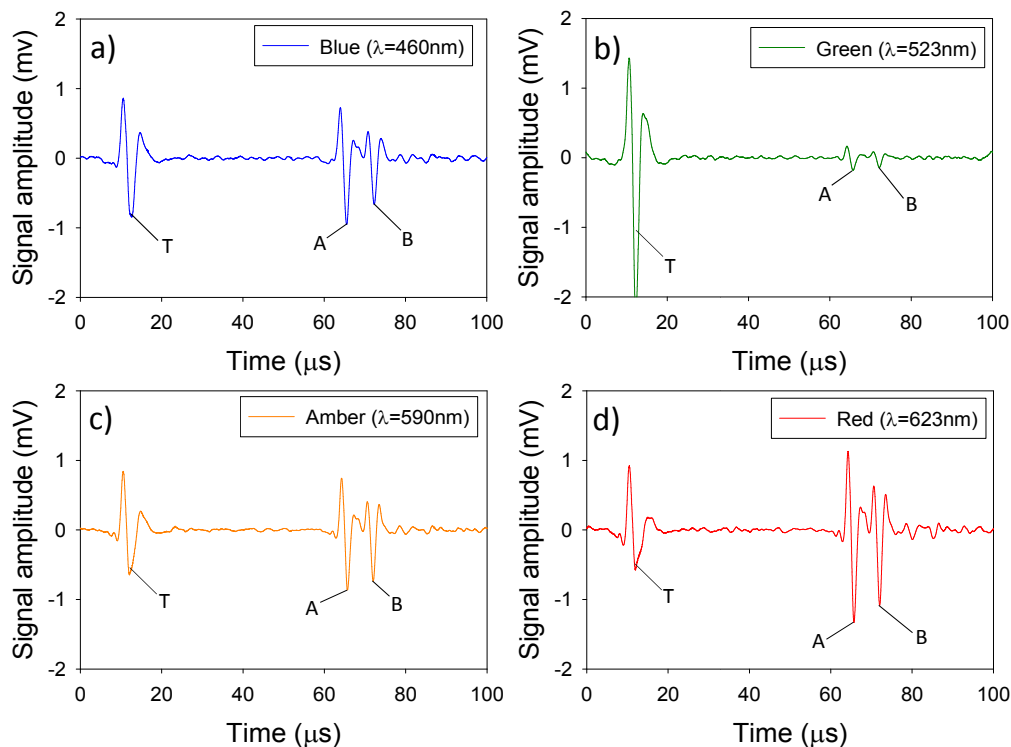 a)
Blue (λ=460nm)
Signal amplitude (mv)
2
1
0
-1
-2
T
A
B
0 20 40 60 80 100
Time (μs)
b)
Green (λ=523nm)
Signal amplitude (mV)
2
1
0
-1
-2
T
A
B
0 20 40 60 80 100
Time (μs)
c)
Amber (λ=590nm)
Signal amplitude (mV)
2
1
0
-1
-2
T
A
B
0 20 40 60 80 100
Time (μs)
d)
Red (λ=623nm)
Signal amplitude (mV)
2
1
0
-1
-2
T
A
B
0 20 40 60 80 100
Time (μs)